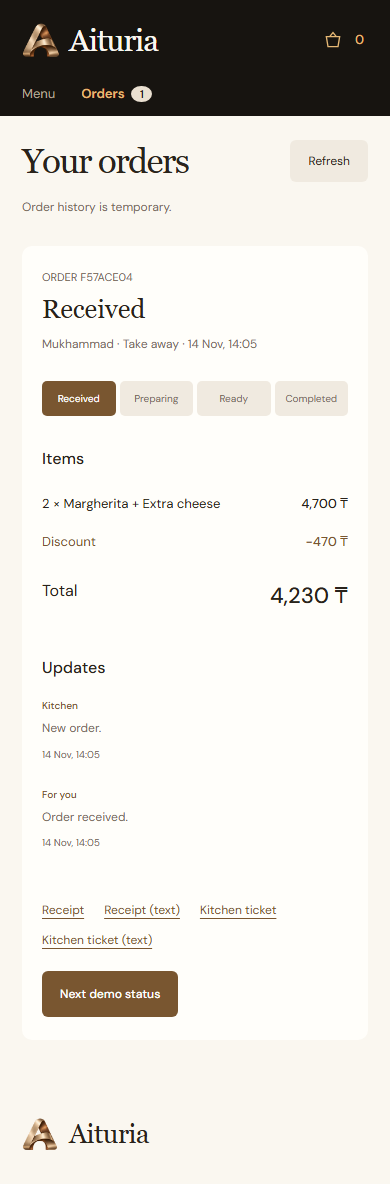 Aituria
0
Menu Orders 1
Your orders
Refresh
Order history is temporary.
ORDER F57ACE04
Received
Mukhammad · Take away · 14 Nov, 14:05
Received Preparing Ready Completed
Items
2 × Margherita + Extra cheese 4,700 ₸
Discount −470 ₸
Total 4,230 ₸
Updates
Kitchen
New order.
14 Nov, 14:05
For you
Order received.
14 Nov, 14:05
Receipt Receipt (text) Kitchen ticket
Kitchen ticket (text)
Next demo status
Aituria